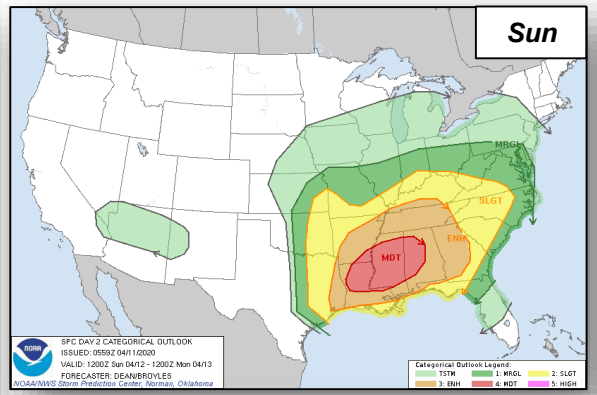 Sun
MRGL
SLGT
ENH
MDT
NOAA
SPC DAY 2 CATEGORICAL OUTLOOK
ISSUED: 0559Z 04/11/2020
VALID: 1200Z Sun 04/12 - 1200Z Mon 04/13
FORECASTER: DEAN/BROYLES
NOAA/NWS Storm Prediction Center, Norman, Oklahoma
Categorical Outlook Legend:
TSTM 1: MRGL 2: SLGT
3: ENH 4: MDT 5: HIGH